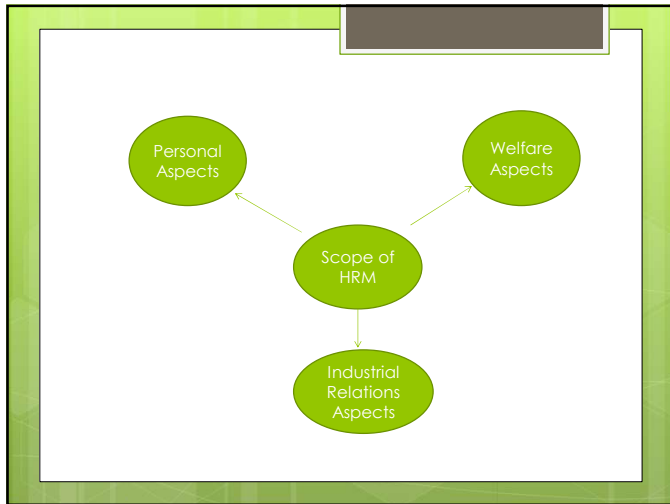 Personal
Aspects
Welfare
Aspects
Scope of
HRM
Industrial
Relations
Aspects